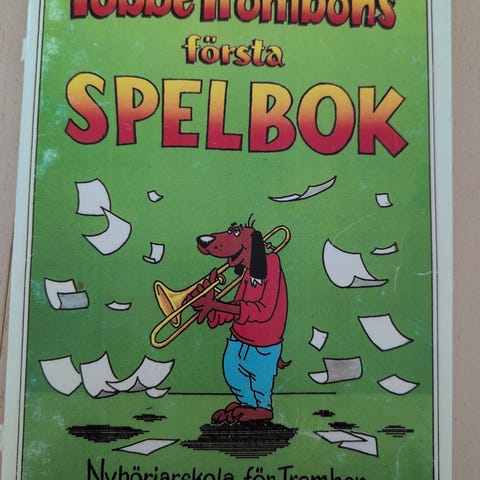 Tobbe Trombons
första
SPELBOK
Nybörjarskola för Trombon